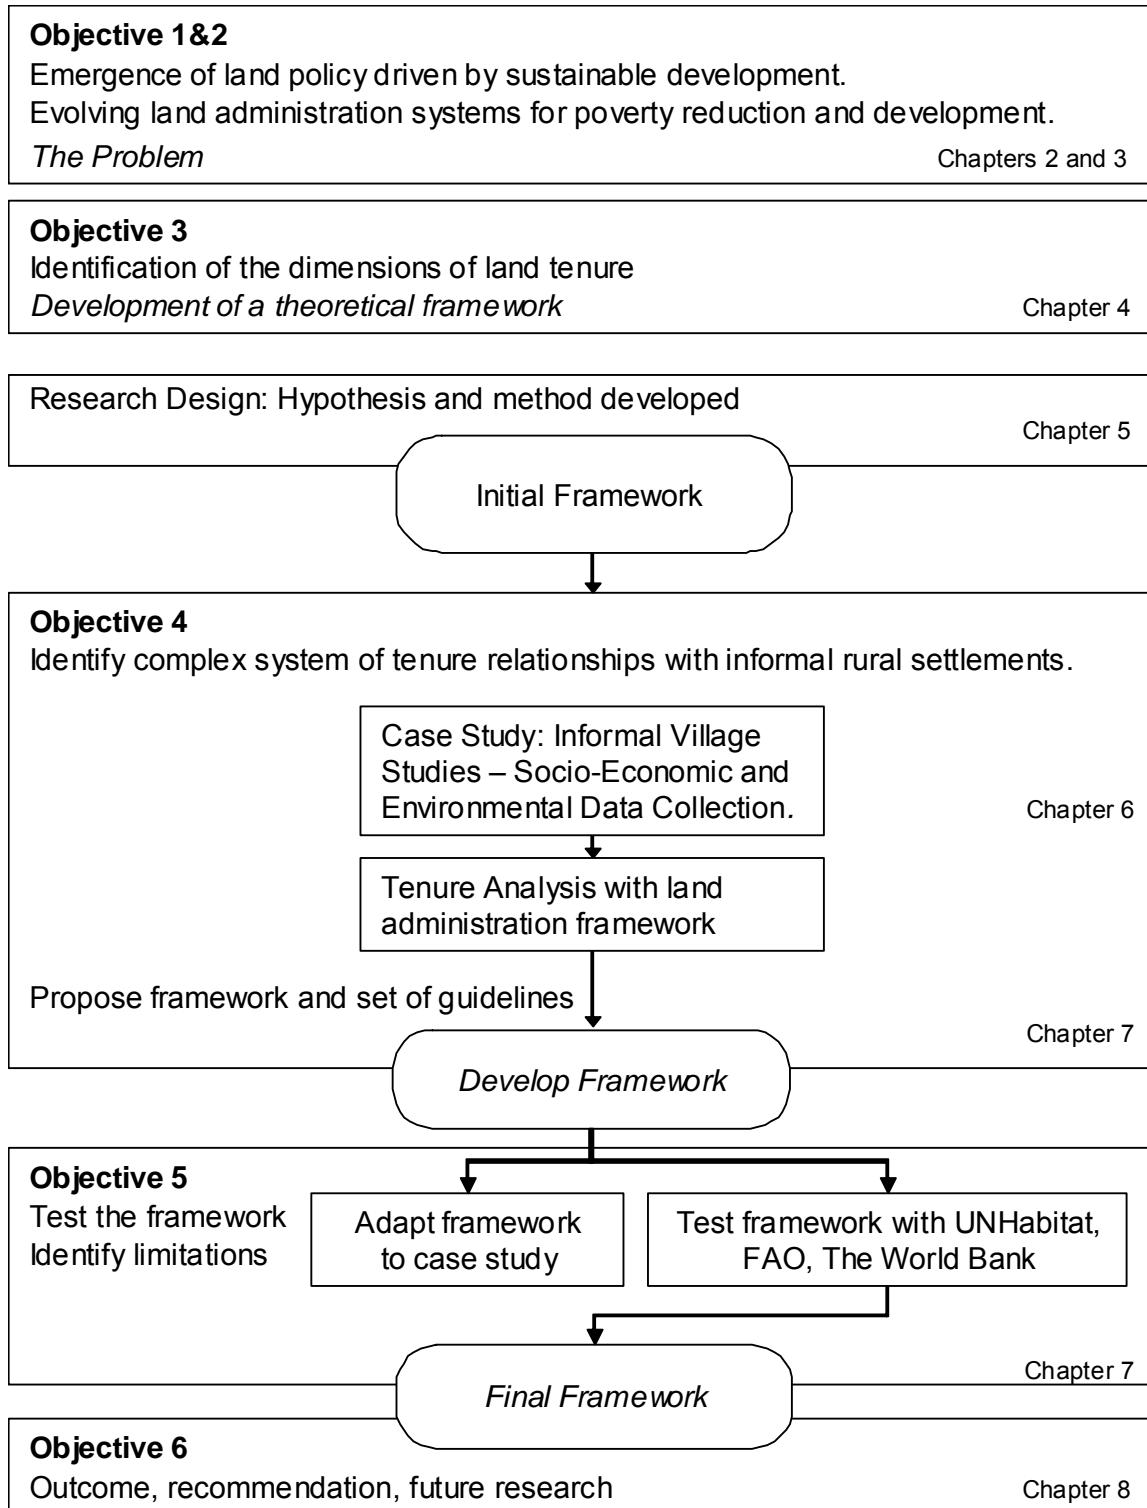 Objective 1&2
Emergence of land policy driven by sustainable development.
Evolving land administration systems for poverty reduction and development.
The Problem
Chapters 2 and 3
Objective 3
Identification of the dimensions of land tenure
Development of a theoretical framework
Chapter 4
Research Design: Hypothesis and method developed
Chapter 5
Initial Framework
Objective 4
Identify complex system of tenure relationships with informal rural settlements.
Case Study: Informal Village
Studies – Socio-Economic and
Environmental Data Collection.
Chapter 6
Tenure Analysis with land
administration framework
Propose framework and set of guidelines
Chapter 7
Develop Framework
Objective 5
Test the framework
Identify limitations
Adapt framework
to case study
Test framework with UNHabitat,
FAO, The World Bank
Chapter 7
Final Framework
Objective 6
Outcome, recommendation, future research
Chapter 8